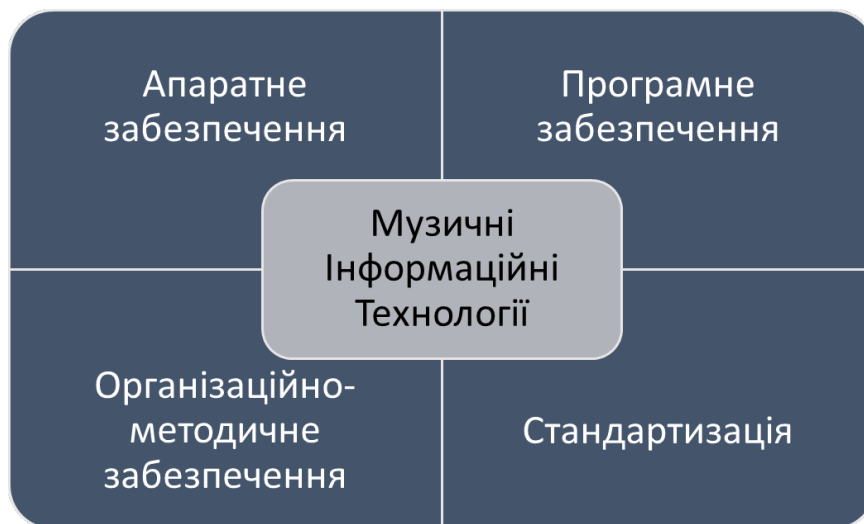 Апаратне
забезпечення
Програмне
забезпечення
Музичні
Інформаційні
Технології
Організаційно-
методичне
забезпечення
Стандартизація